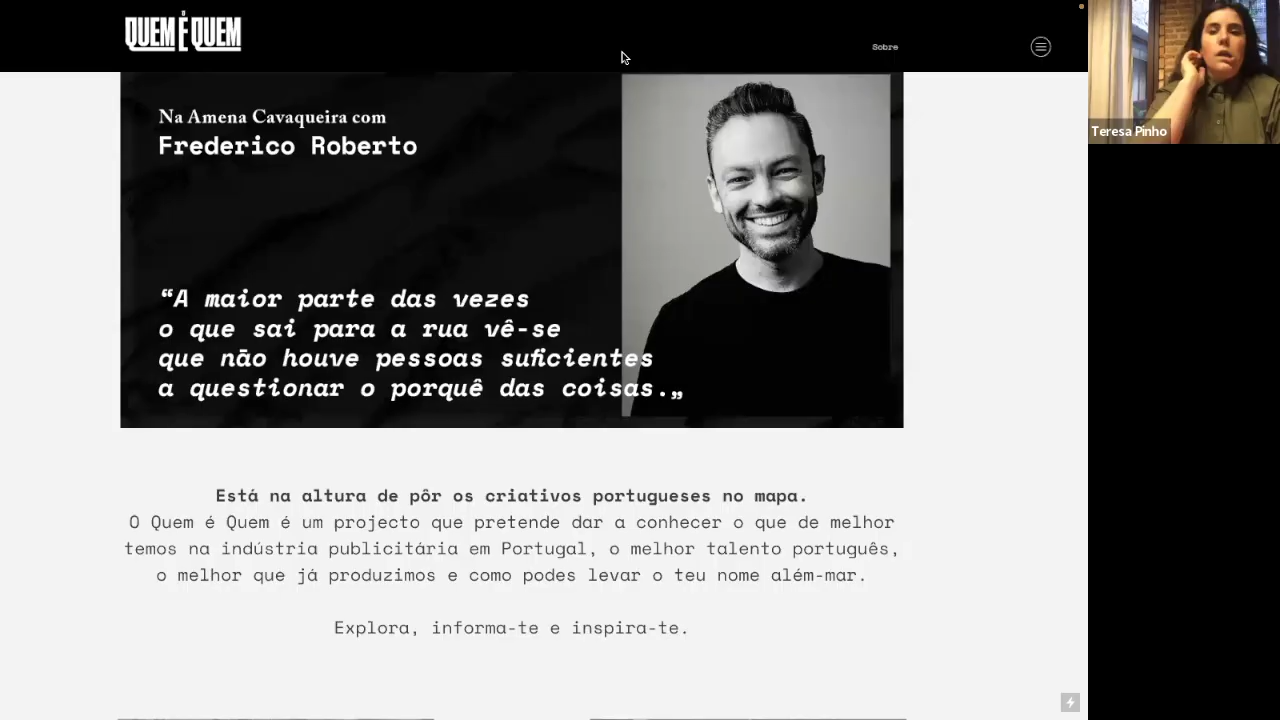 QUEM É QUEM
Sobre
Teresa Pinho
Na Amena Cavaqueira com
Frederico Roberto
“A maior parte das vezes
o que sai para a rua vê-se
que não houve pessoas suficientes
a questionar o porquê das coisas.„
Está na altura de pôr os criativos portugueses no mapa.
O Quem é Quem é um projecto que pretende dar a conhecer o que de melhor
temos na indústria publicitária em Portugal, o melhor talento português,
o melhor que já produzimos e como podes levar o teu nome além-mar.
Explora, informa-te e inspira-te.